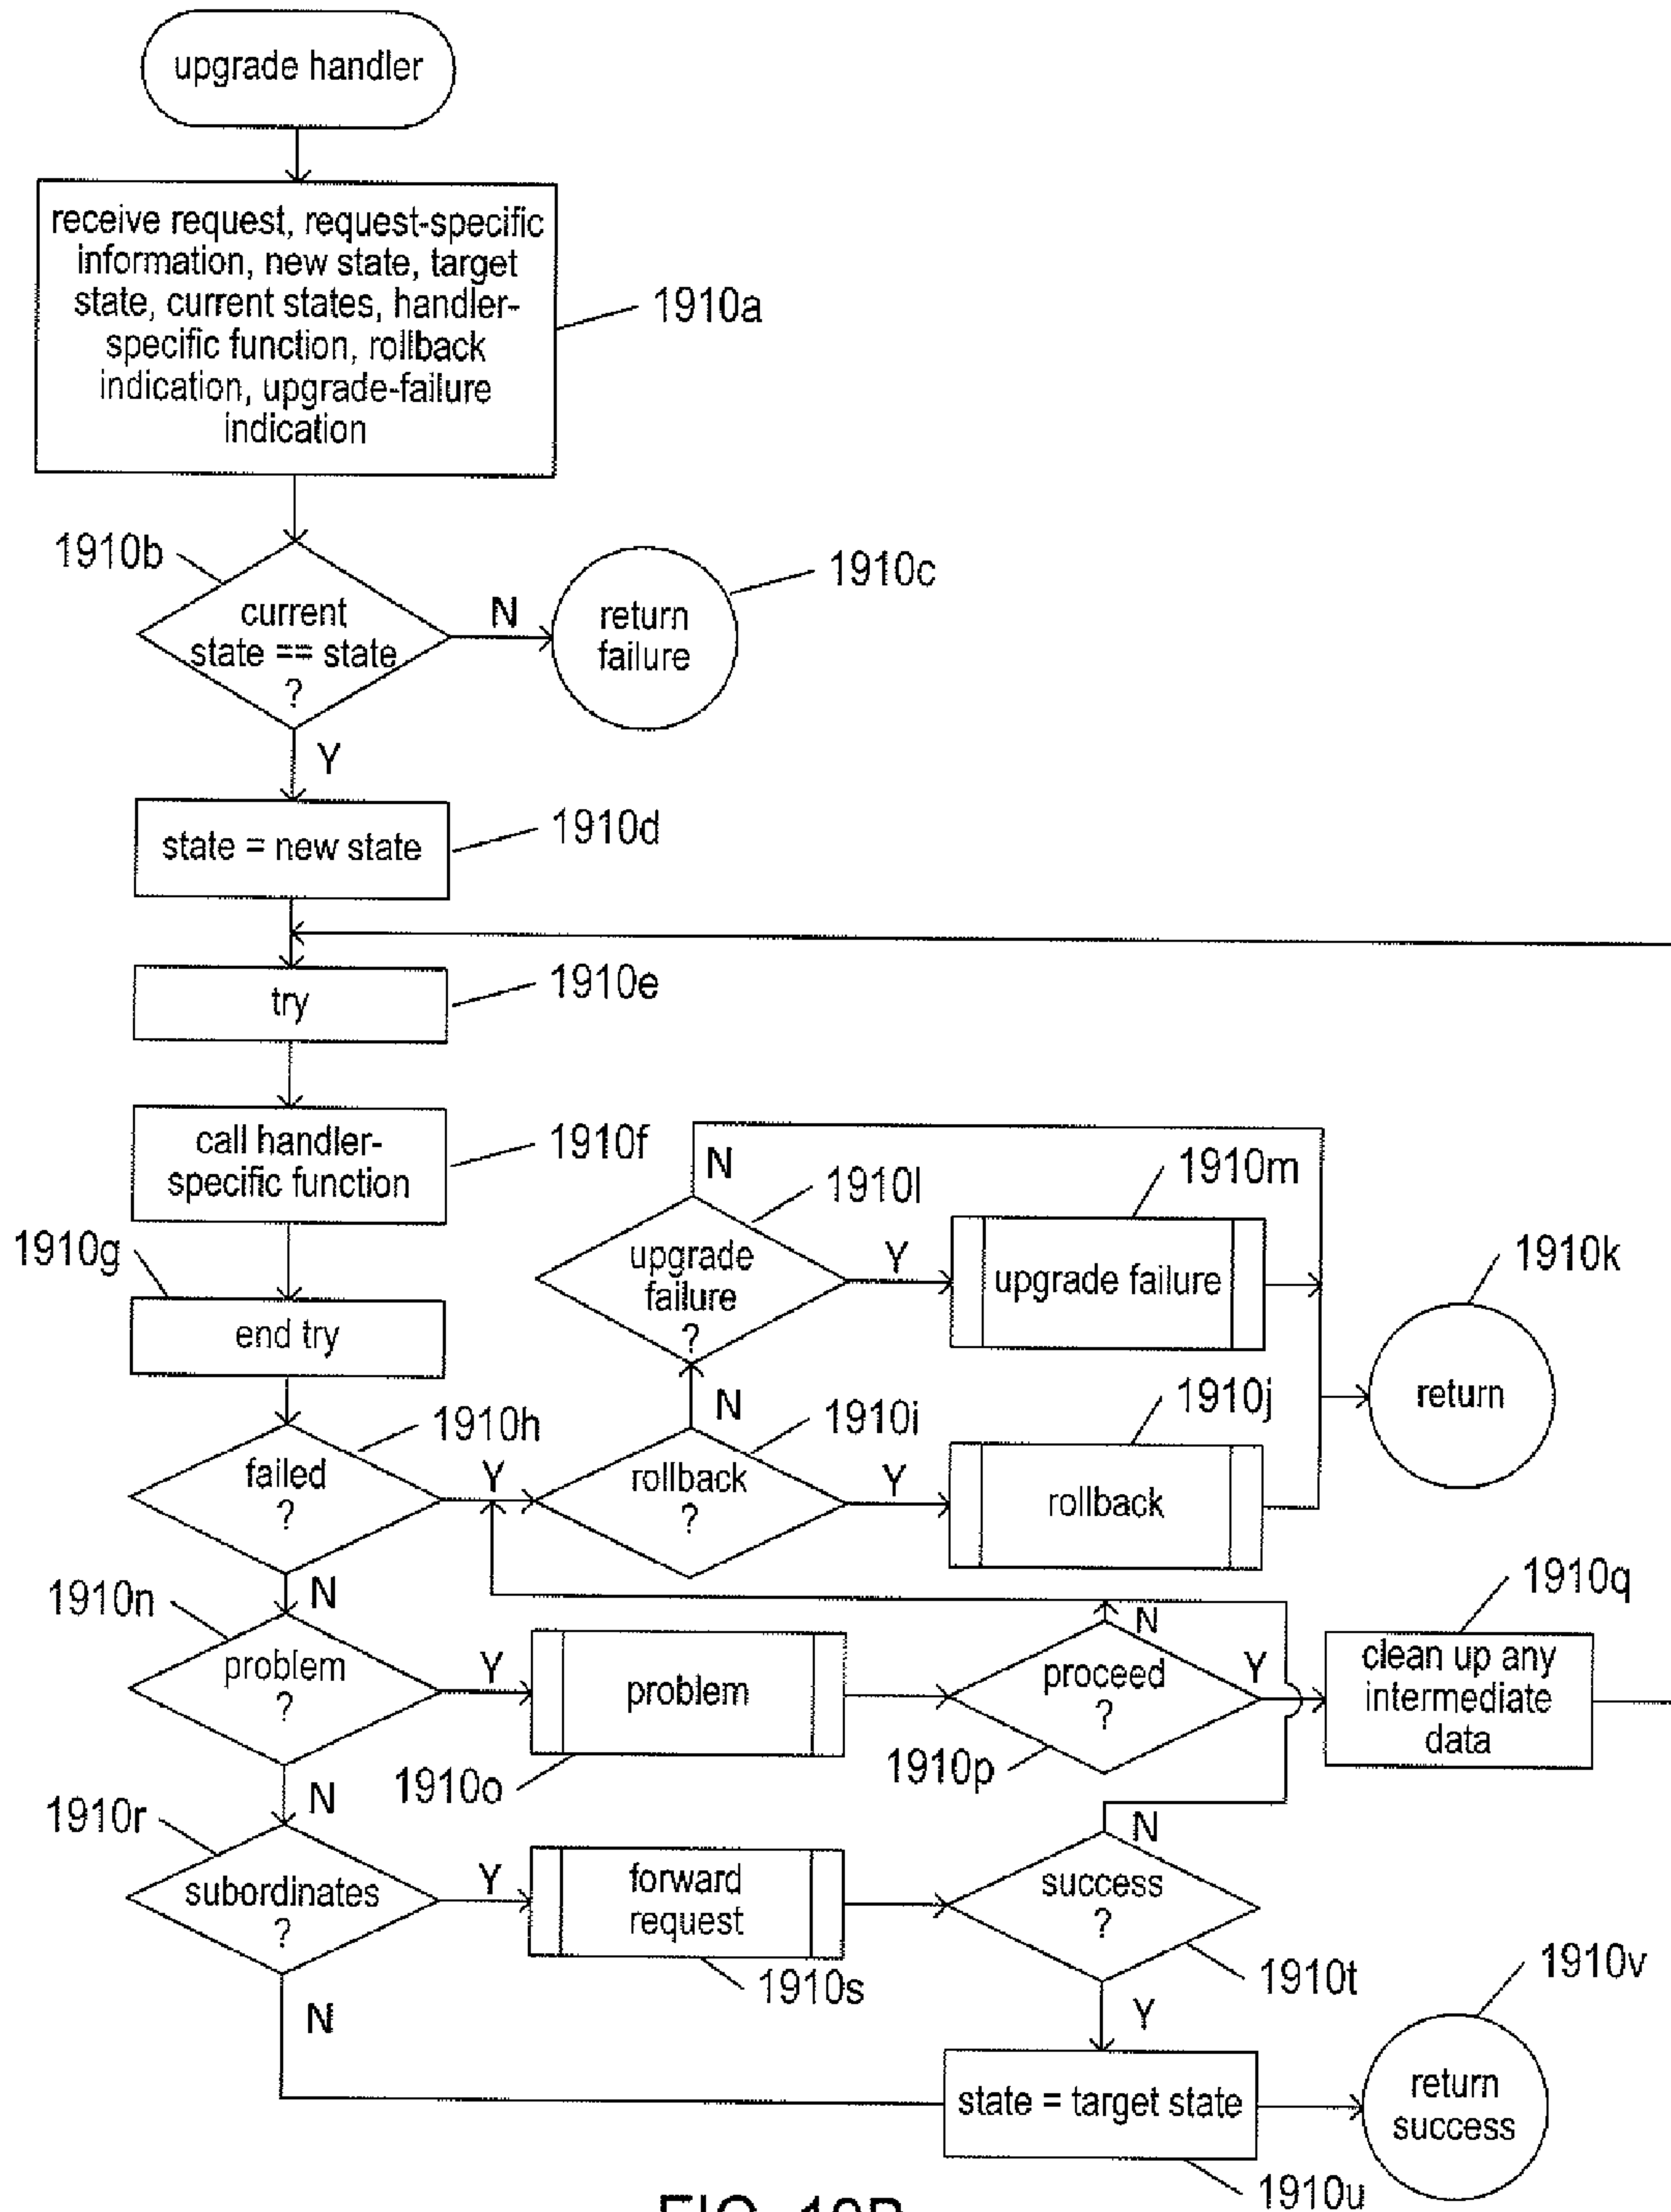 upgrade handler
receive request, request-specific
information, new state, target
state, current states, handler-
specific function, rollback
indication, upgrade-failure
indication
1910a
1910b
current
state == state
?
N
return
failure
1910c
Y
state = new state
1910d
try
1910e
call handler-
specific function
1910f
1910g
end try
N
1910l
upgrade
failure
?
Y
1910m
upgrade failure
1910k
return
N
1910h
failed
?
Y
1910i
rollback
?
Y
1910j
rollback
N
1910n
problem
?
Y
problem
1910o
N
proceed
?
Y
1910p
1910q
clean up any
intermediate
data
N
1910r
subordinates
?
Y
forward
request
1910s
N
success
?
1910t
Y
N
state = target state
1910u
return
success
1910v